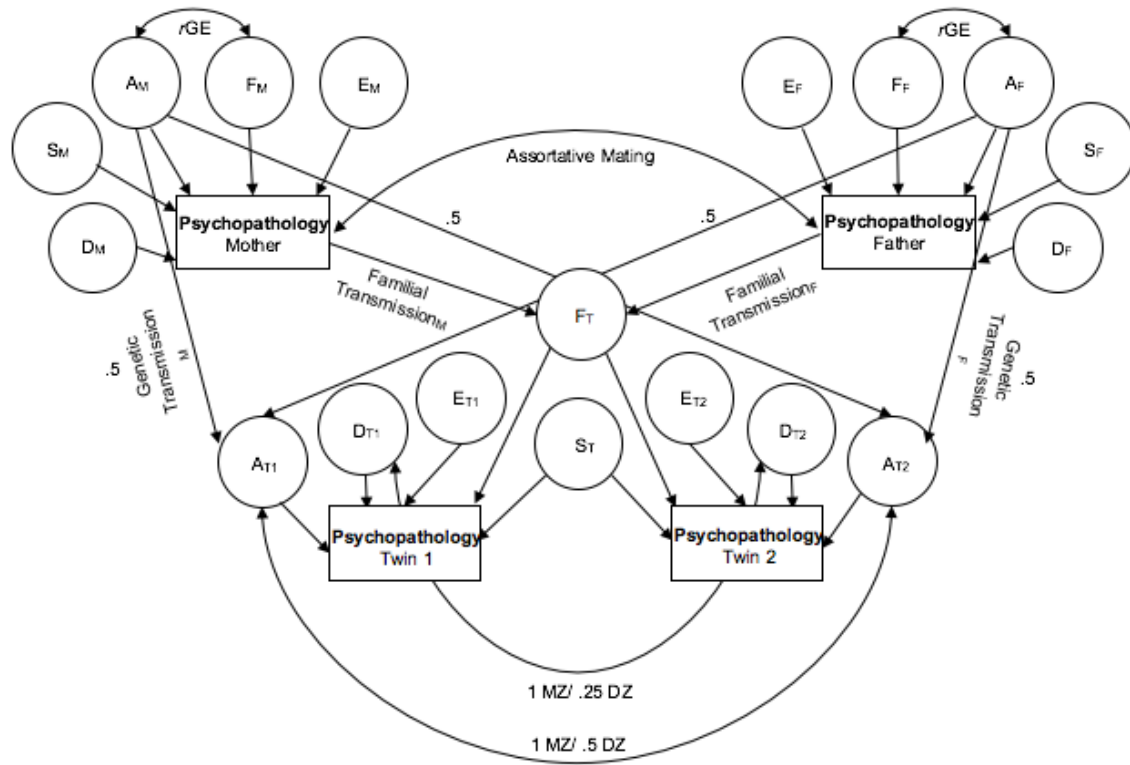 rGE
rGE
AM
FM
EM
EF
FF
AF
SM
SF
Assortative Mating
Psychopathology
Mother
Psychopathology
Father
.5
.5
DM
DF
Familial
TransmissionM
Familial
TransmissionF
FT
Genetic
TransmissionM
.5
Genetic
TransmissionF
.5
ET1
ET2
DT1
DT2
ST
AT1
AT2
Psychopathology
Twin 1
Psychopathology
Twin 2
1 MZ/ .25 DZ
1 MZ/ .5 DZ